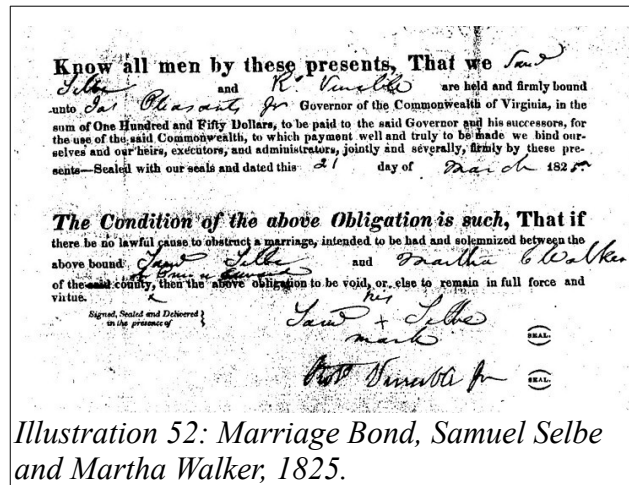 Know all men by these presents, That we Saml
Selbe and R. Venable are held and firmly bound
unto Jas Pleasants Jr Governor of the Commonwealth of Virginia, in the
sum of One Hundred and Fifty Dollars, to be paid to the said Governor and his successors, for
the use of the said Commonwealth, to which payment well and truly to be made we bind our-
selves and our heirs, executors, and administrators, jointly and severally, firmly by these pre-
sents—Sealed with our seals and dated this 21 day of March 1825.
The Condition of the above Obligation is such, That if
there be no lawful cause to obstruct a marriage, intended to be had and solemnized between the
above bound Saml Selbe and Martha C Walker
of the said county, then the above obligation to be void, or else to remain in full force and
virtue.
Signed, Sealed and Delivered
in the presence of
his
Saml + Selbe
mark
SEAL.
Venable Jr
SEAL.
Illustration 52: Marriage Bond, Samuel Selbe
and Martha Walker, 1825.